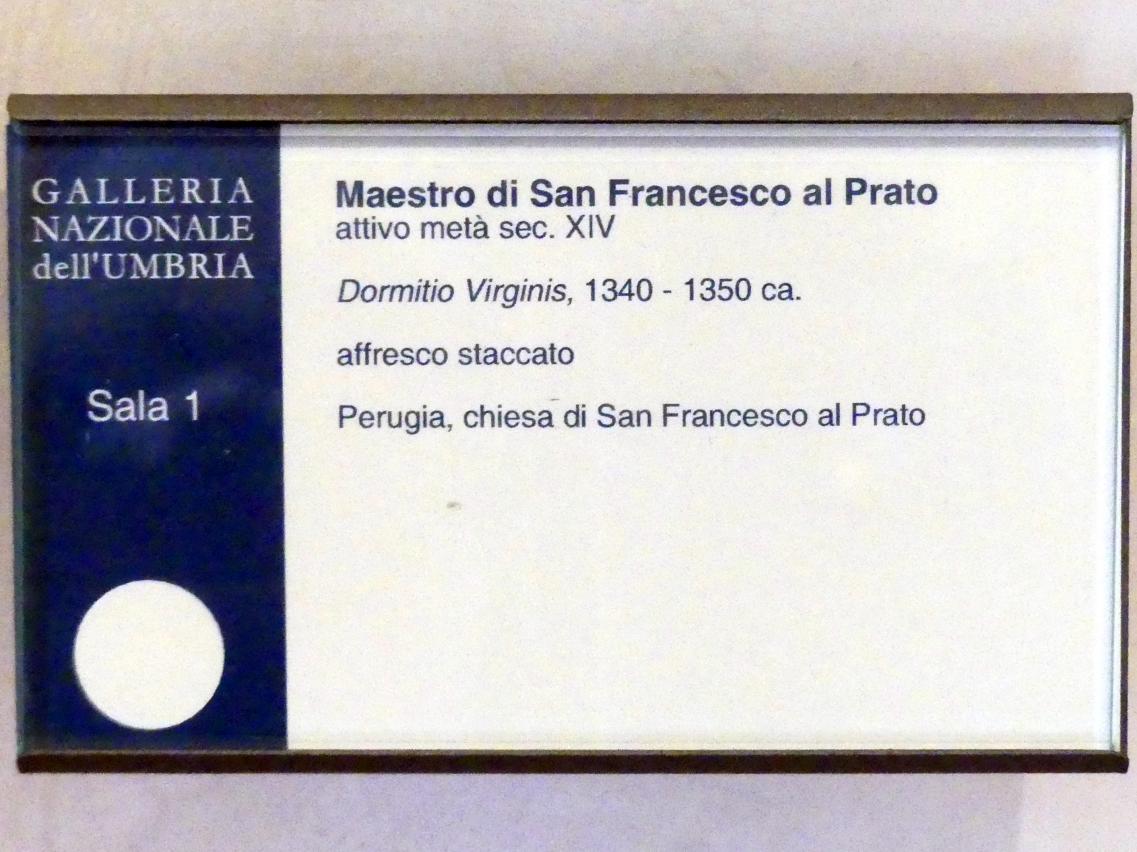 GALLERIA
NAZIONALE
dell'UMBRIA
Sala 1
Maestro di San Francesco al Prato
attivo metà sec. XIV
Dormitio Virginis, 1340 - 1350 ca.
affresco staccato
Perugia, chiesa di San Francesco al Prato